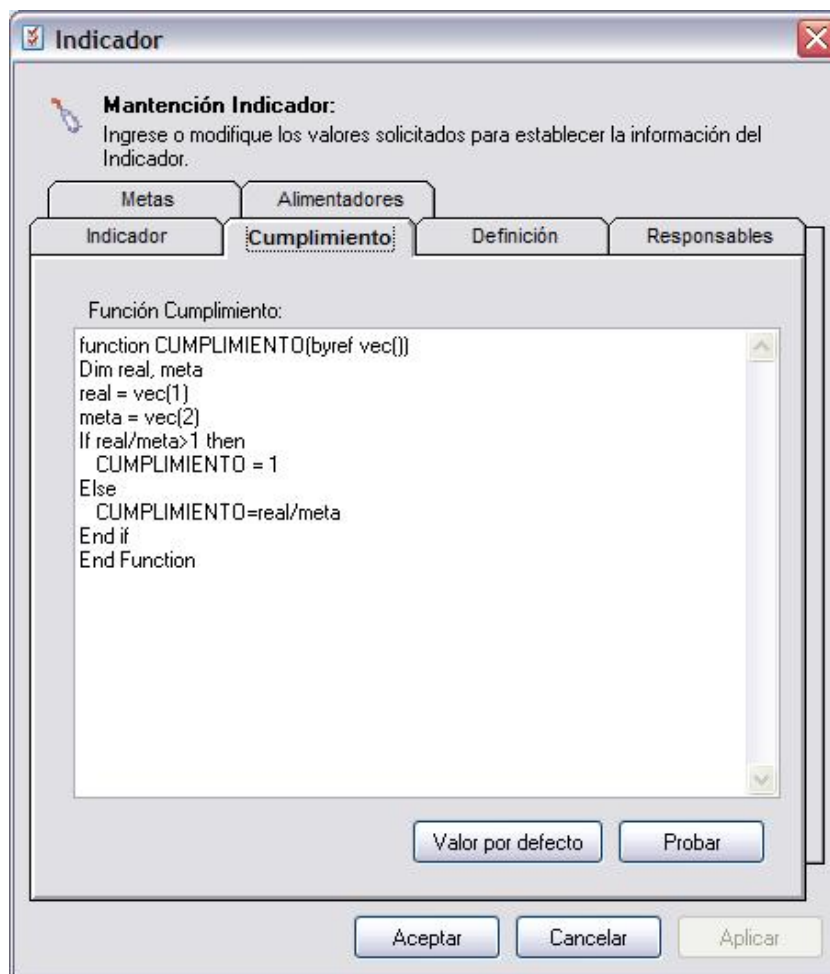 Indicador
Mantención Indicador:
Ingrese o modifique los valores solicitados para establecer la información del
Indicador.
Metas
Alimentadores
Indicador
Cumplimiento
Definición
Responsables
Función Cumplimiento:
function CUMPLIMIENTO(byref vec())
Dim real, meta
real = vec(1)
meta = vec(2)
If real/meta>1 then
CUMPLIMIENTO = 1
Else
CUMPLIMIENTO=real/meta
End if
End Function
Valor por defecto
Probar
Aceptar
Cancelar
Aplicar